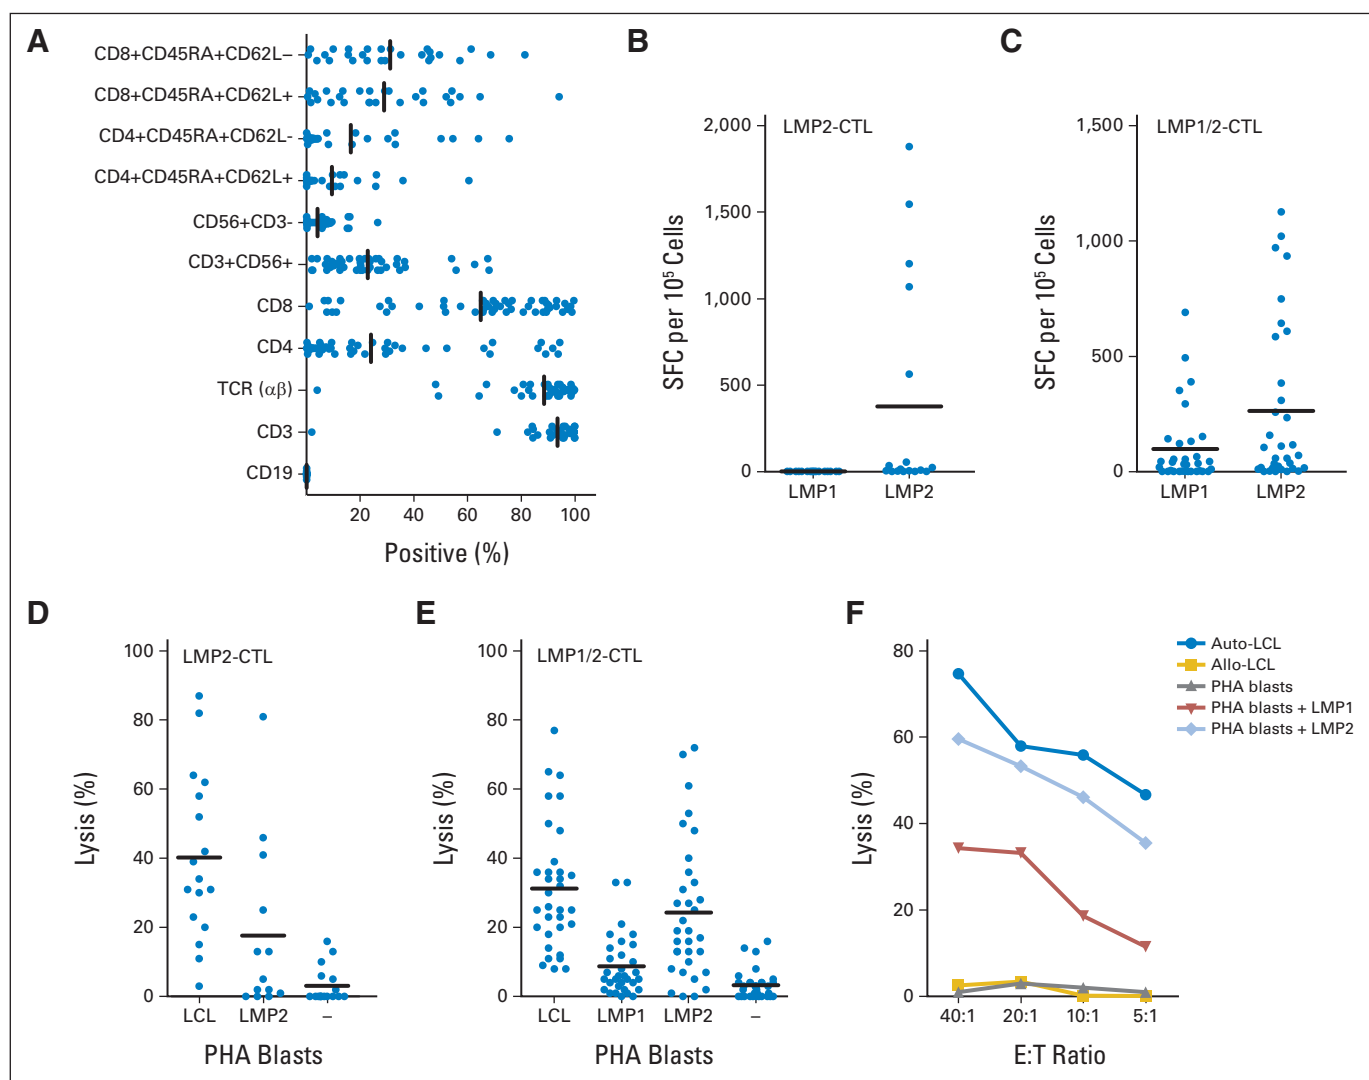 A
CD8+CD45RA+CD62L–
CD8+CD45RA+CD62L+
CD4+CD45RA+CD62L-
CD4+CD45RA+CD62L+
CD56+CD3-
CD3+CD56+
CD8
CD4
TCR (αβ)
CD3
CD19
20 40 60 80 100
Positive (%)
B
LMP2-CTL
SFC per 10⁵ Cells
2,000
1,500
1,000
500
0
LMP1 LMP2
C
LMP1/2-CTL
SFC per 10⁵ Cells
1,500
1,000
500
0
LMP1 LMP2
D
LMP2-CTL
Lysis (%)
100
80
60
40
20
0
LCL LMP2 –
PHA Blasts
E
LMP1/2-CTL
Lysis (%)
100
80
60
40
20
0
LCL LMP1 LMP2 –
PHA Blasts
F
Lysis (%)
80
60
40
20
0
40:1 20:1 10:1 5:1
E:T Ratio
Auto-LCL
Allo-LCL
PHA blasts
PHA blasts + LMP1
PHA blasts + LMP2